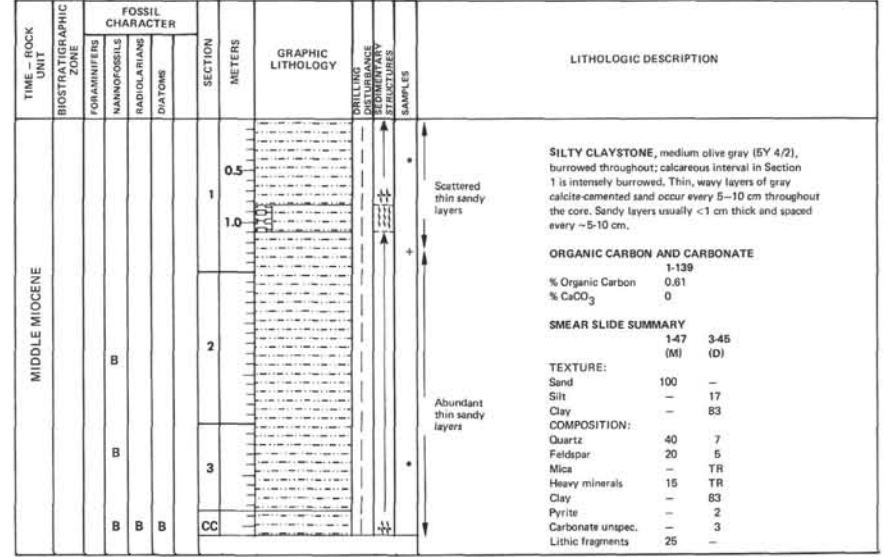 TIME – ROCK UNIT
BIOSTRATIGRAPHIC ZONE
FOSSIL CHARACTER
FORAMINIFERS
NANNOFOSSILS
RADIOLARIANS
DIATOMS
SECTION
METERS
GRAPHIC LITHOLOGY
DRILLING DISTURBANCE
SEDIMENTARY STRUCTURES
SAMPLES
LITHOLOGIC DESCRIPTION
MIDDLE MIOCENE
B
B
B B B
1
2
3
CC
0.5
1.0
*
+
*
Scattered
thin sandy
layers
Abundant
thin sandy
layers
SILTY CLAYSTONE, medium olive gray (5Y 4/2),
burrowed throughout; calcareous interval in Section
1 is intensely burrowed. Thin, wavy layers of gray
calcite-cemented sand occur every 5–10 cm throughout
the core. Sandy layers usually <1 cm thick and spaced
every ~5-10 cm.
ORGANIC CARBON AND CARBONATE
1-139
% Organic Carbon 0.61
% CaCO3 0
SMEAR SLIDE SUMMARY
1-47 3-45
(M) (D)
TEXTURE:
Sand 100 –
Silt – 17
Clay – 83
COMPOSITION:
Quartz 40 7
Feldspar 20 5
Mica – TR
Heavy minerals 15 TR
Clay – 83
Pyrite – 2
Carbonate unspec. – 3
Lithic fragments 25 –